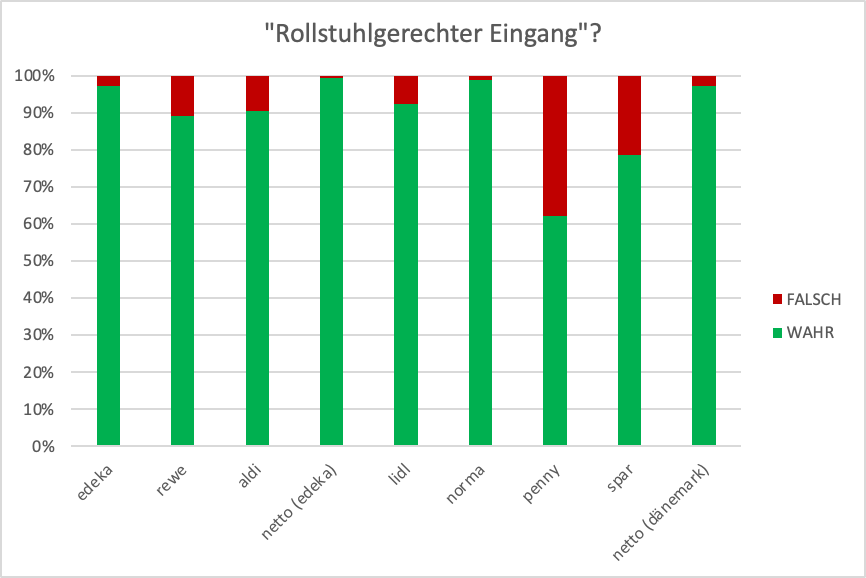 "Rollstuhlgerechter Eingang"?
100%
90%
80%
70%
60%
50%
40%
30%
20%
10%
0%
FALSCH
WAHR
edeka
rewe
aldi
netto (edeka)
lidl
norma
penny
spar
netto (dänemark)